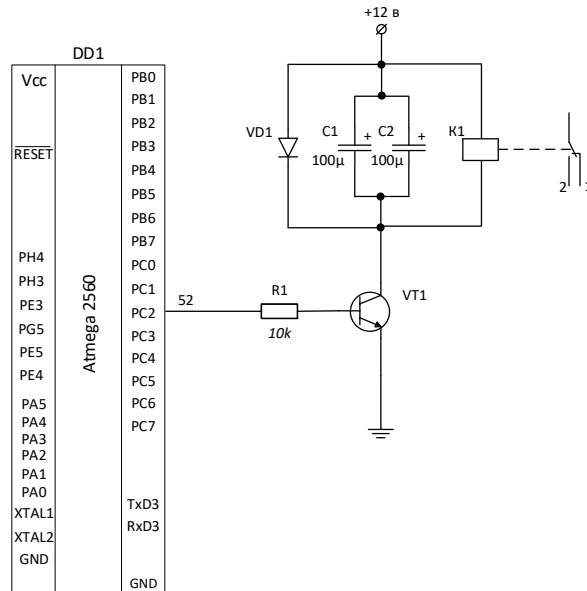 +12 в
DD1
Vcc
RESET
PH4
PH3
PE3
PG5
PE5
PE4
PA5
PA4
PA3
PA2
PA1
PA0
XTAL1
XTAL2
GND
Atmega 2560
PB0
PB1
PB2
PB3
PB4
PB5
PB6
PB7
PC0
PC1
PC2
PC3
PC4
PC5
PC6
PC7
TxD3
RxD3
GND
52
R1
10k
VD1
C1
+
100µ
C2
+
100µ
K1
2
1
VT1